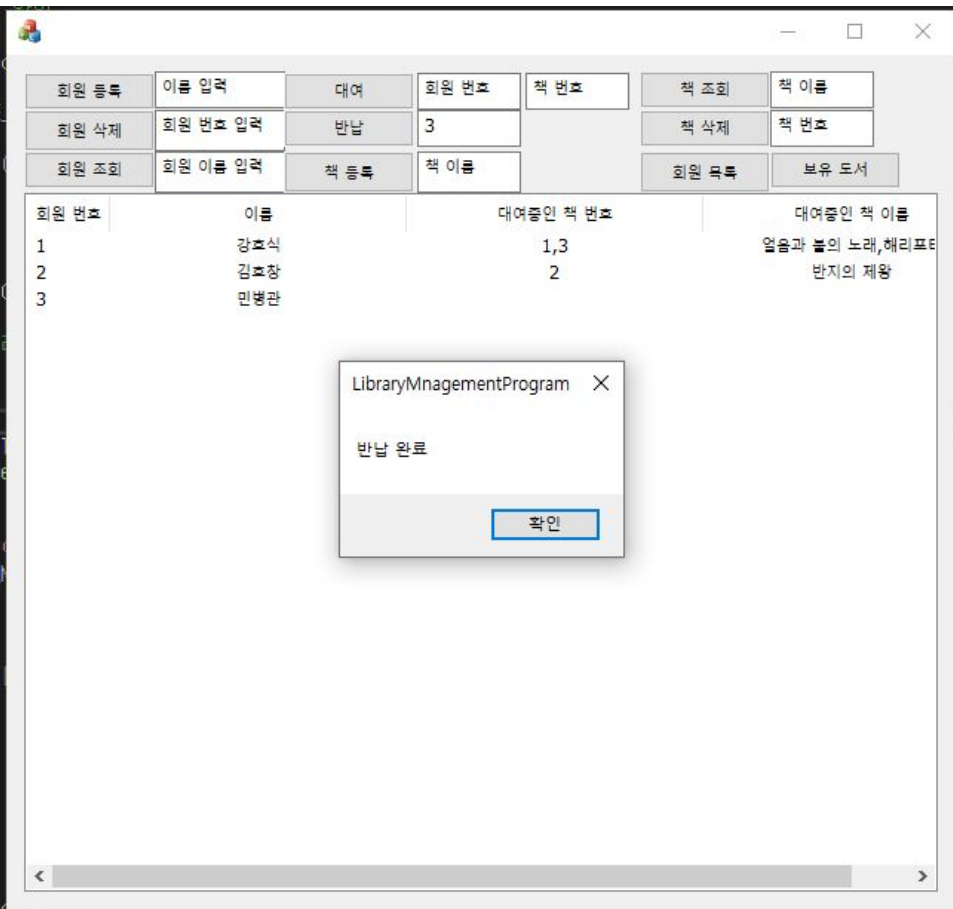 회원 등록 이름 입력 대여 회원 번호 책 번호 책 조회 책 이름
회원 삭제 회원 번호 입력 반납 3 책 삭제 책 번호
회원 조회 회원 이름 입력 책 등록 책 이름 회원 목록 보유 도서
회원 번호 이름 대여중인 책 번호 대여중인 책 이름
1 강호식 1,3 얼음과 불의 노래,해리포터
2 김효창 2 반지의 제왕
3 민병관
LibraryMnagementProgram
반납 완료
확인